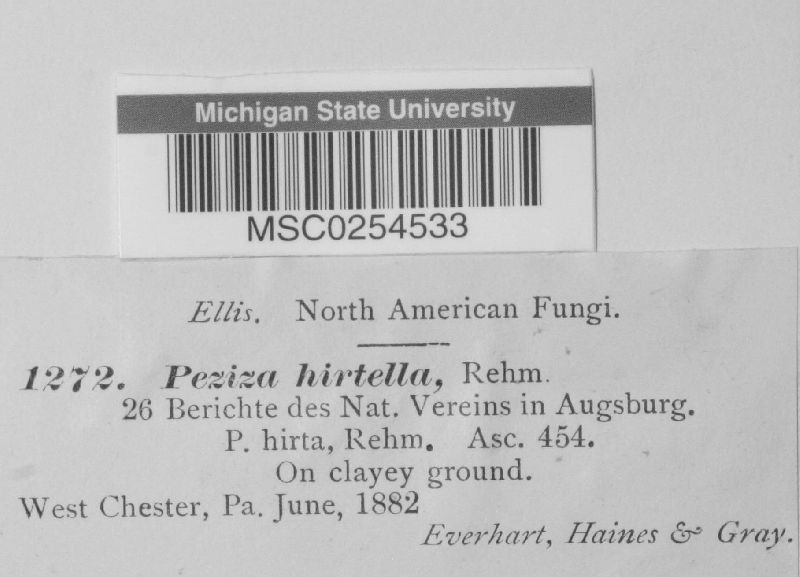 Michigan State University
MSC0254533
Ellis. North American Fungi.
1272. Peziza hirtella, Rehm.
26 Berichte des Nat. Vereins in Augsburg.
P. hirta, Rehm. Asc. 454.
On clayey ground.
West Chester, Pa. June, 1882
Everhart, Haines & Gray.